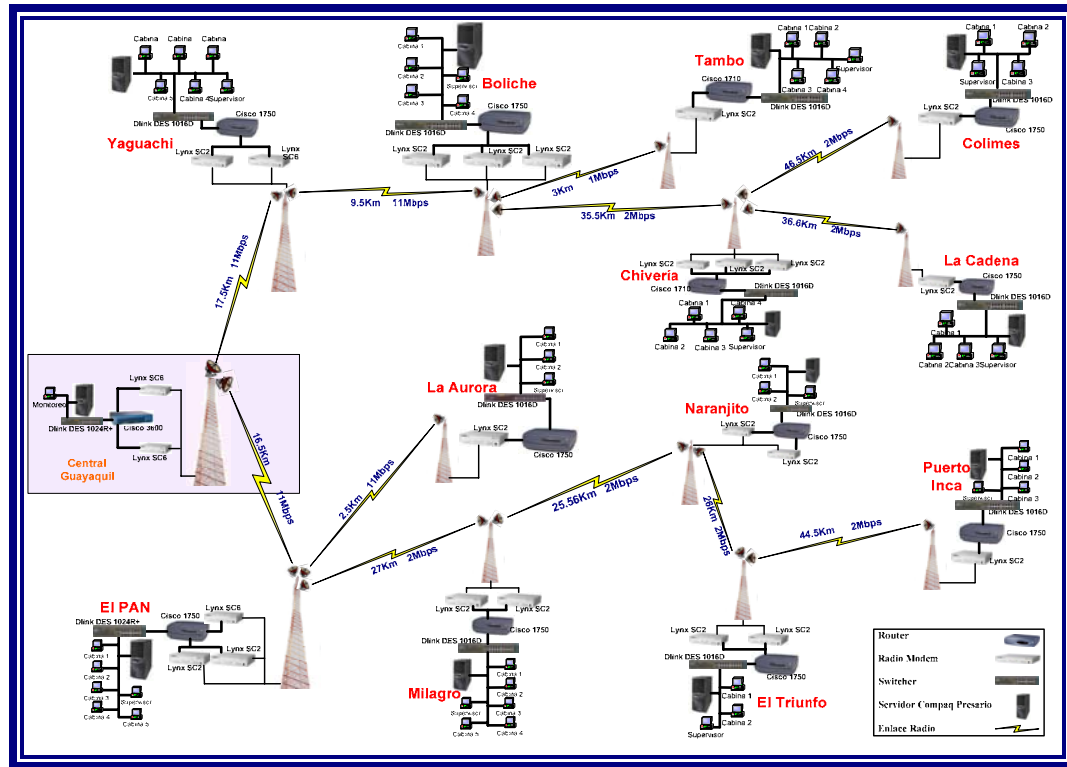 Cabina
Cabina
Cabina
Cabina 5
Cabina 4
Supervisor
Dlink DES 1016D
Cisco 1750
Yaguachi
Lynx SC2
Lynx
SC6
Cabina 1
Cabina 2
Cabina 3
Supervisor
Cabina 4
Boliche
Cisco 1750
Dlink DES 1016D
Lynx SC2
Lynx SC2
Lynx SC2
Tambo
Cisco 1710
Cabina 1
Cabina 2
Cabina 3
Cabina 4
Supervisor
Dlink DES 1016D
Lynx SC2
Cabina 1
Cabina 2
Supervisor
Cabina 3
Dlink DES 1016D
Lynx SC2
Cisco 1750
Colimes
9.5Km 11Mbps
3Km 1Mbps
35.5Km 2Mbps
46.5Km 2Mbps
36.6Km 2Mbps
17.5Km 11Mbps
Lynx SC2
Lynx SC2
Lynx SC2
Chivería
Cisco 1710
Dlink DES 1016D
Cabina 1
Cabina 4
Cabina 2
Cabina 3
Supervisor
La Cadena
Cisco 1750
Lynx SC2
Dlink DES 1016D
Cabina 1
Cabina 2
Cabina 3
Supervisor
Lynx SC6
Monitoreo
Dlink DES 1024R+
Cisco 3600
Lynx SC6
Central
Guayaquil
16.5Km 11Mbps
La Aurora
Cabina 1
Cabina 2
Supervisor
Dlink DES 1016D
Lynx SC2
Cisco 1750
2.5Km 11Mbps
Naranjito
Cabina 1
Cabina 2
Supervisor
Dlink DES 1016D
Lynx SC2
Cisco 1750
Lynx SC2
25.56Km 2Mbps
27Km 2Mbps
26Km 2Mbps
44.5Km 2Mbps
Puerto
Inca
Cabina 1
Cabina 2
Supervisor
Cabina 3
Dlink DES 1016D
Cisco 1750
Lynx SC2
El PAN
Dlink DES 1024R+
Cisco 1750
Lynx SC6
Lynx SC2
Lynx SC2
Cabina 1
Cabina 2
Cabina 3
Supervisor
Cabina 4
Cabina 5
Lynx SC2
Lynx SC2
Cisco 1750
Dlink DES 1016D
Milagro
Cabina 1
Cabina 2
Supervisor
Cabina 3
Cabina 5
Cabina 4
Lynx SC2
Lynx SC2
Dlink DES 1016D
Cisco 1750
El Triunfo
Cabina 1
Cabina 2
Supervisor
Router
Radio Modem
Switcher
Servidor Compaq Presario
Enlace Radio